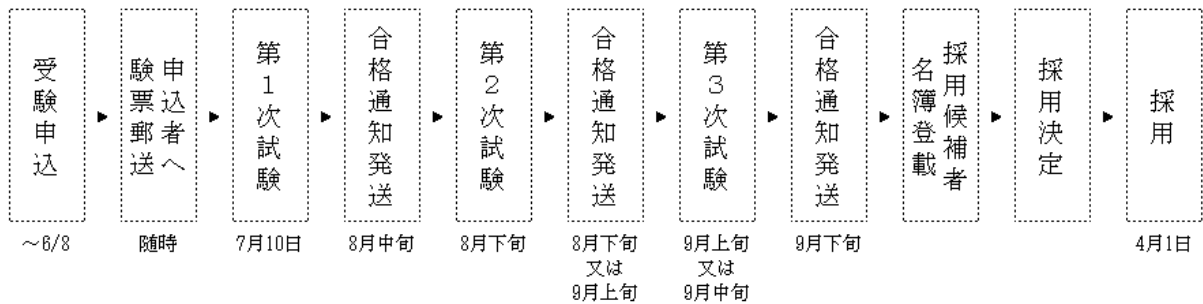 受験申込
申込者へ
験票郵送
第1次試験
合格通知発送
第2次試験
合格通知発送
第3次試験
合格通知発送
採用候補者
名簿登載
採用決定
採用
～6/8
随時
7月10日
8月中旬
8月下旬
8月下旬
又は
9月上旬
9月上旬
又は
9月中旬
9月下旬
4月1日